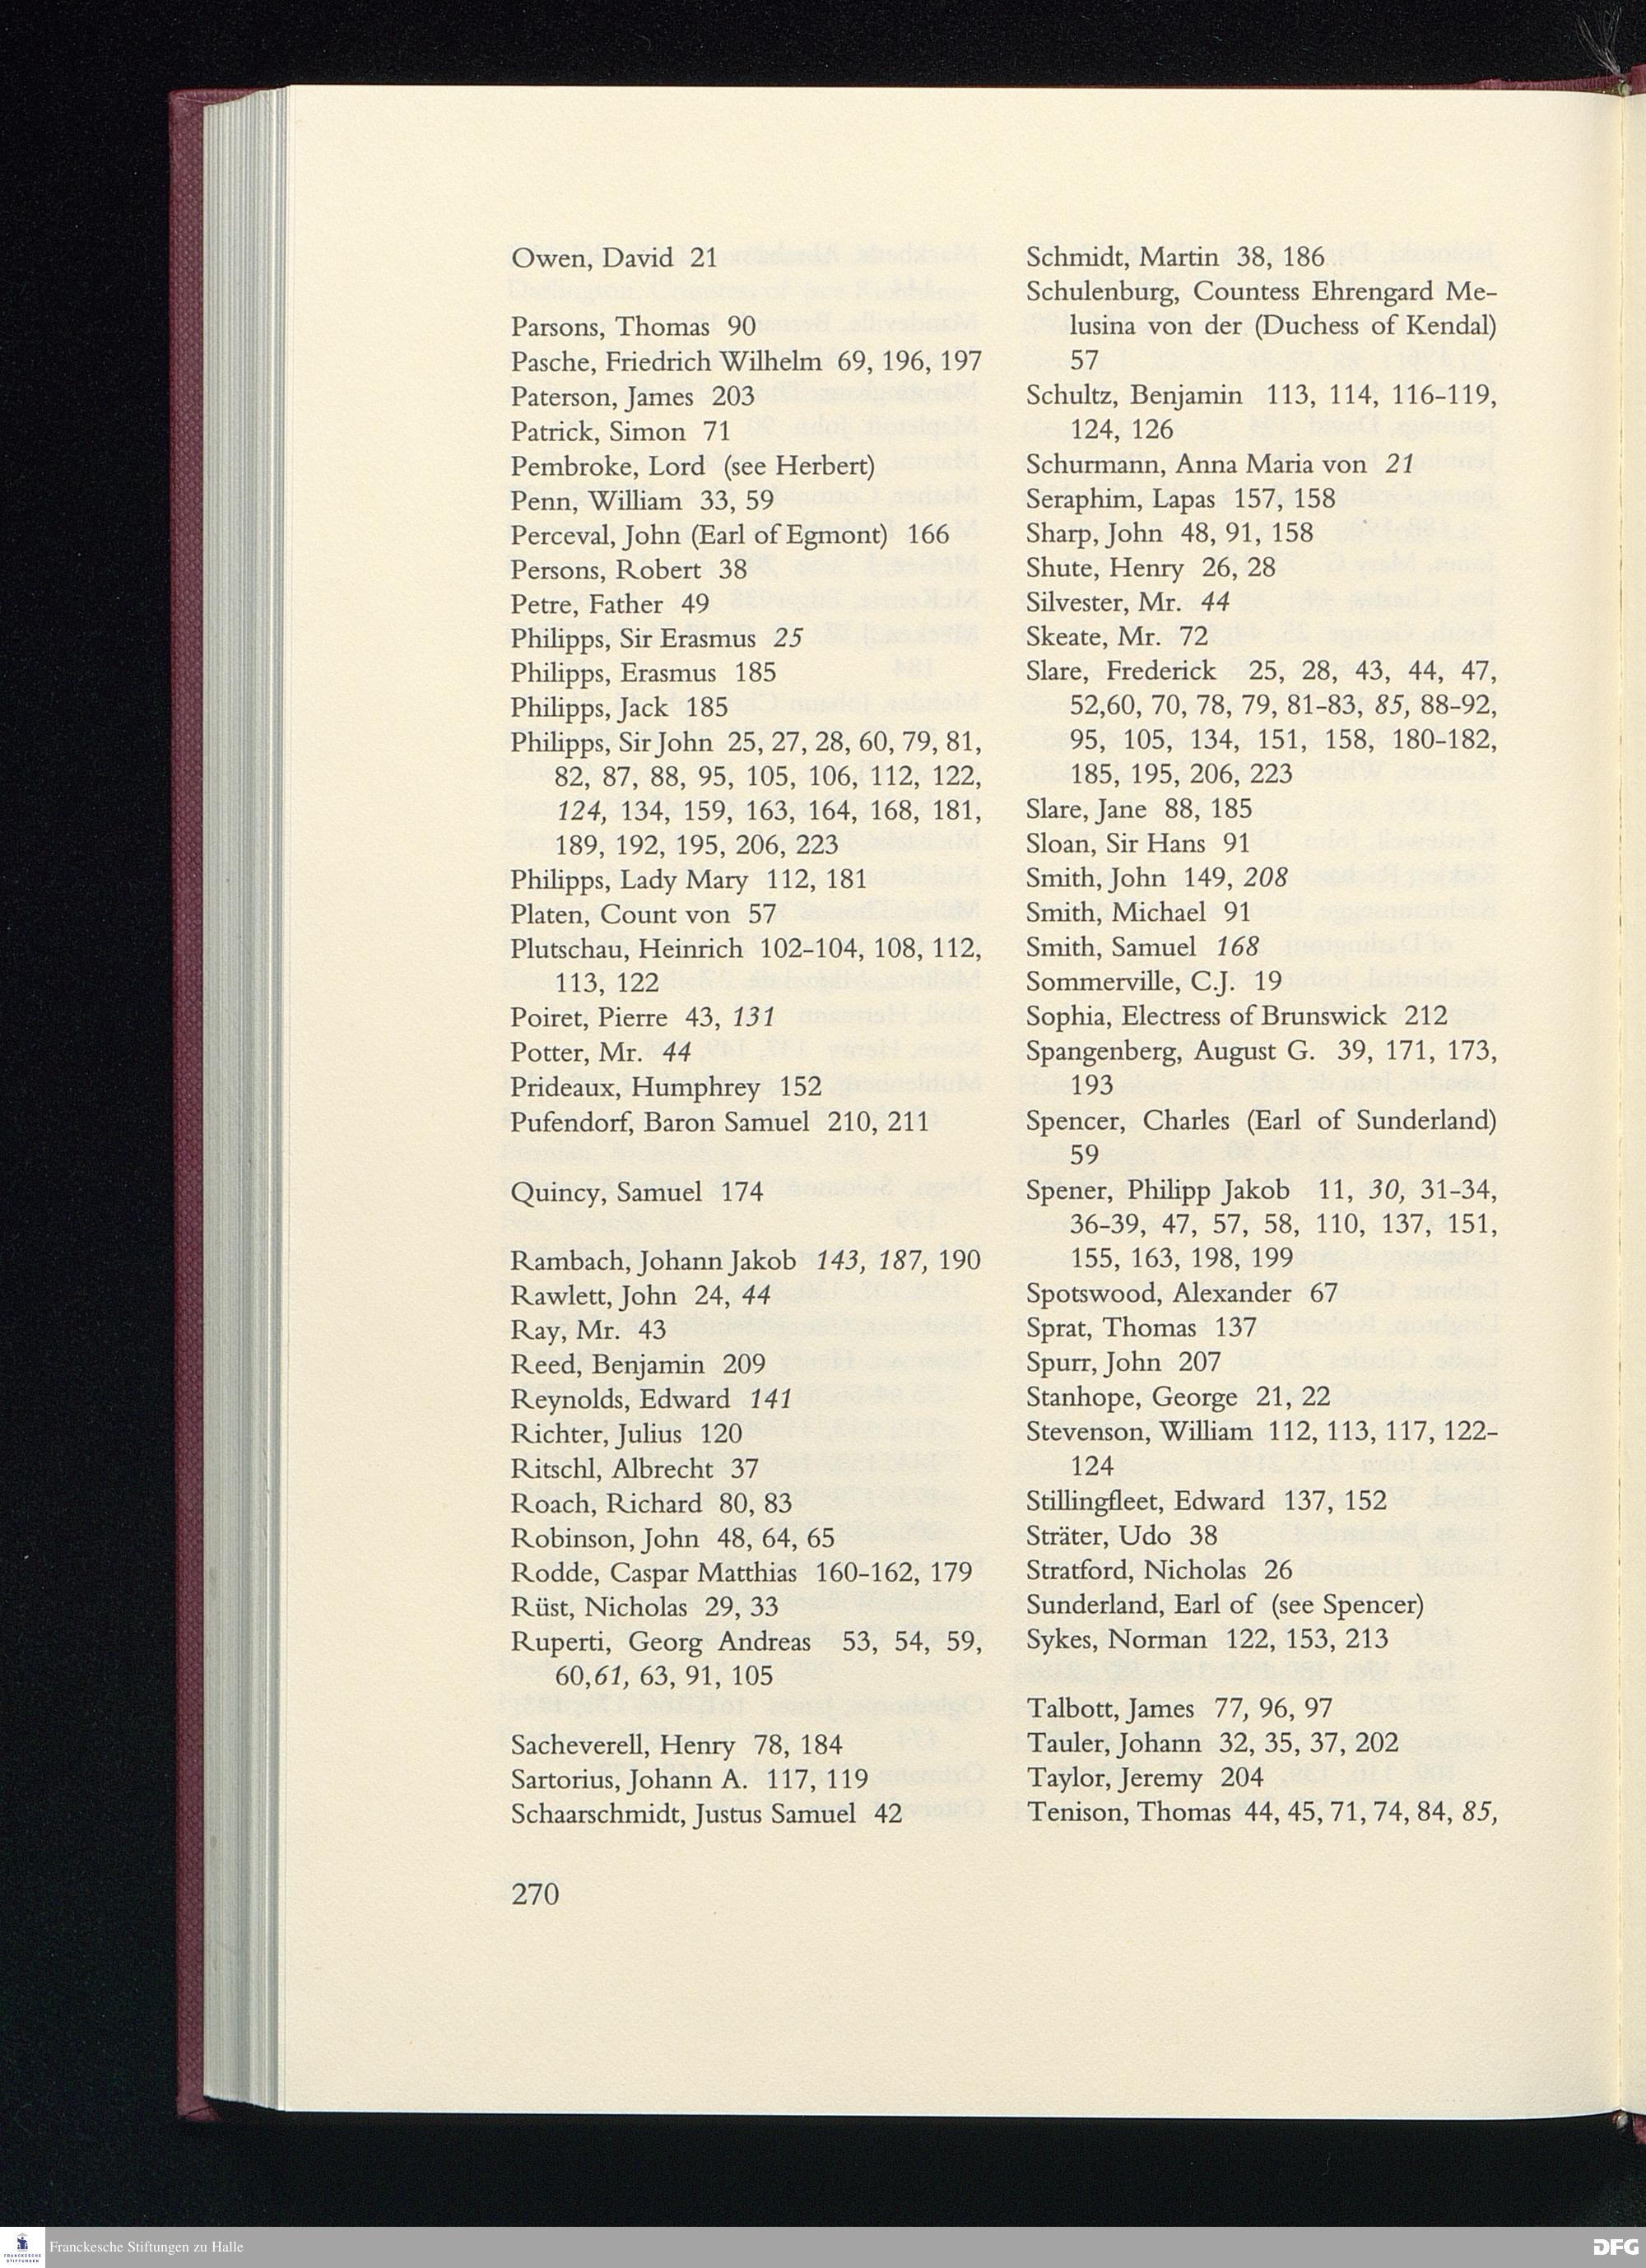 Owen, David 21
Parsons, Thomas 90
Pasche, Friedrich Wilhelm 69, 196, 197
Paterson, James 203
Patrick, Simon 71
Pembroke, Lord (see Herbert)
Penn, William 33, 59
Perceval, John (Earl of Egmont) 166
Persons, Robert 38
Petre, Father 49
Philipps, Sir Erasmus 25
Philipps, Erasmus 185
Philipps, Jack 185
Philipps, Sir John 25, 27, 28, 60, 79, 81,
82, 87, 88, 95, 105, 106, 112, 122,
124, 134, 159, 163, 164, 168, 181,
189, 192, 195, 206, 223
Philipps, Lady Mary 112, 181
Platen, Count von 57
Plutschau, Heinrich 102–104, 108, 112,
113, 122
Poiret, Pierre 43, 131
Potter, Mr. 44
Prideaux, Humphrey 152
Pufendorf, Baron Samuel 210, 211
Quincy, Samuel 174
Rambach, Johann Jakob 143, 187, 190
Rawlett, John 24, 44
Ray, Mr. 43
Reed, Benjamin 209
Reynolds, Edward 141
Richter, Julius 120
Ritschl, Albrecht 37
Roach, Richard 80, 83
Robinson, John 48, 64, 65
Rodde, Caspar Matthias 160–162, 179
Rüst, Nicholas 29, 33
Ruperti, Georg Andreas 53, 54, 59,
60,61, 63, 91, 105
Sacheverell, Henry 78, 184
Sartorius, Johann A. 117, 119
Schaarschmidt, Justus Samuel 42
Schmidt, Martin 38, 186
Schulenburg, Countess Ehrengard Me-
lusina von der (Duchess of Kendal)
57
Schultz, Benjamin 113, 114, 116–119,
124, 126
Schurmann, Anna Maria von 21
Seraphim, Lapas 157, 158
Sharp, John 48, 91, 158
Shute, Henry 26, 28
Silvester, Mr. 44
Skeate, Mr. 72
Slare, Frederick 25, 28, 43, 44, 47,
52,60, 70, 78, 79, 81–83, 85, 88–92,
95, 105, 134, 151, 158, 180–182,
185, 195, 206, 223
Slare, Jane 88, 185
Sloan, Sir Hans 91
Smith, John 149, 208
Smith, Michael 91
Smith, Samuel 168
Sommerville, C.J. 19
Sophia, Electress of Brunswick 212
Spangenberg, August G. 39, 171, 173,
193
Spencer, Charles (Earl of Sunderland)
59
Spener, Philipp Jakob 11, 30, 31–34,
36–39, 47, 57, 58, 110, 137, 151,
155, 163, 198, 199
Spotswood, Alexander 67
Sprat, Thomas 137
Spurr, John 207
Stanhope, George 21, 22
Stevenson, William 112, 113, 117, 122–
124
Stillingfleet, Edward 137, 152
Sträter, Udo 38
Stratford, Nicholas 26
Sunderland, Earl of (see Spencer)
Sykes, Norman 122, 153, 213
Talbott, James 77, 96, 97
Tauler, Johann 32, 35, 37, 202
Taylor, Jeremy 204
Tenison, Thomas 44, 45, 71, 74, 84, 85,
270
FRANCKESCHE
STIFTUNGEN
Franckesche Stiftungen zu Halle
DFG